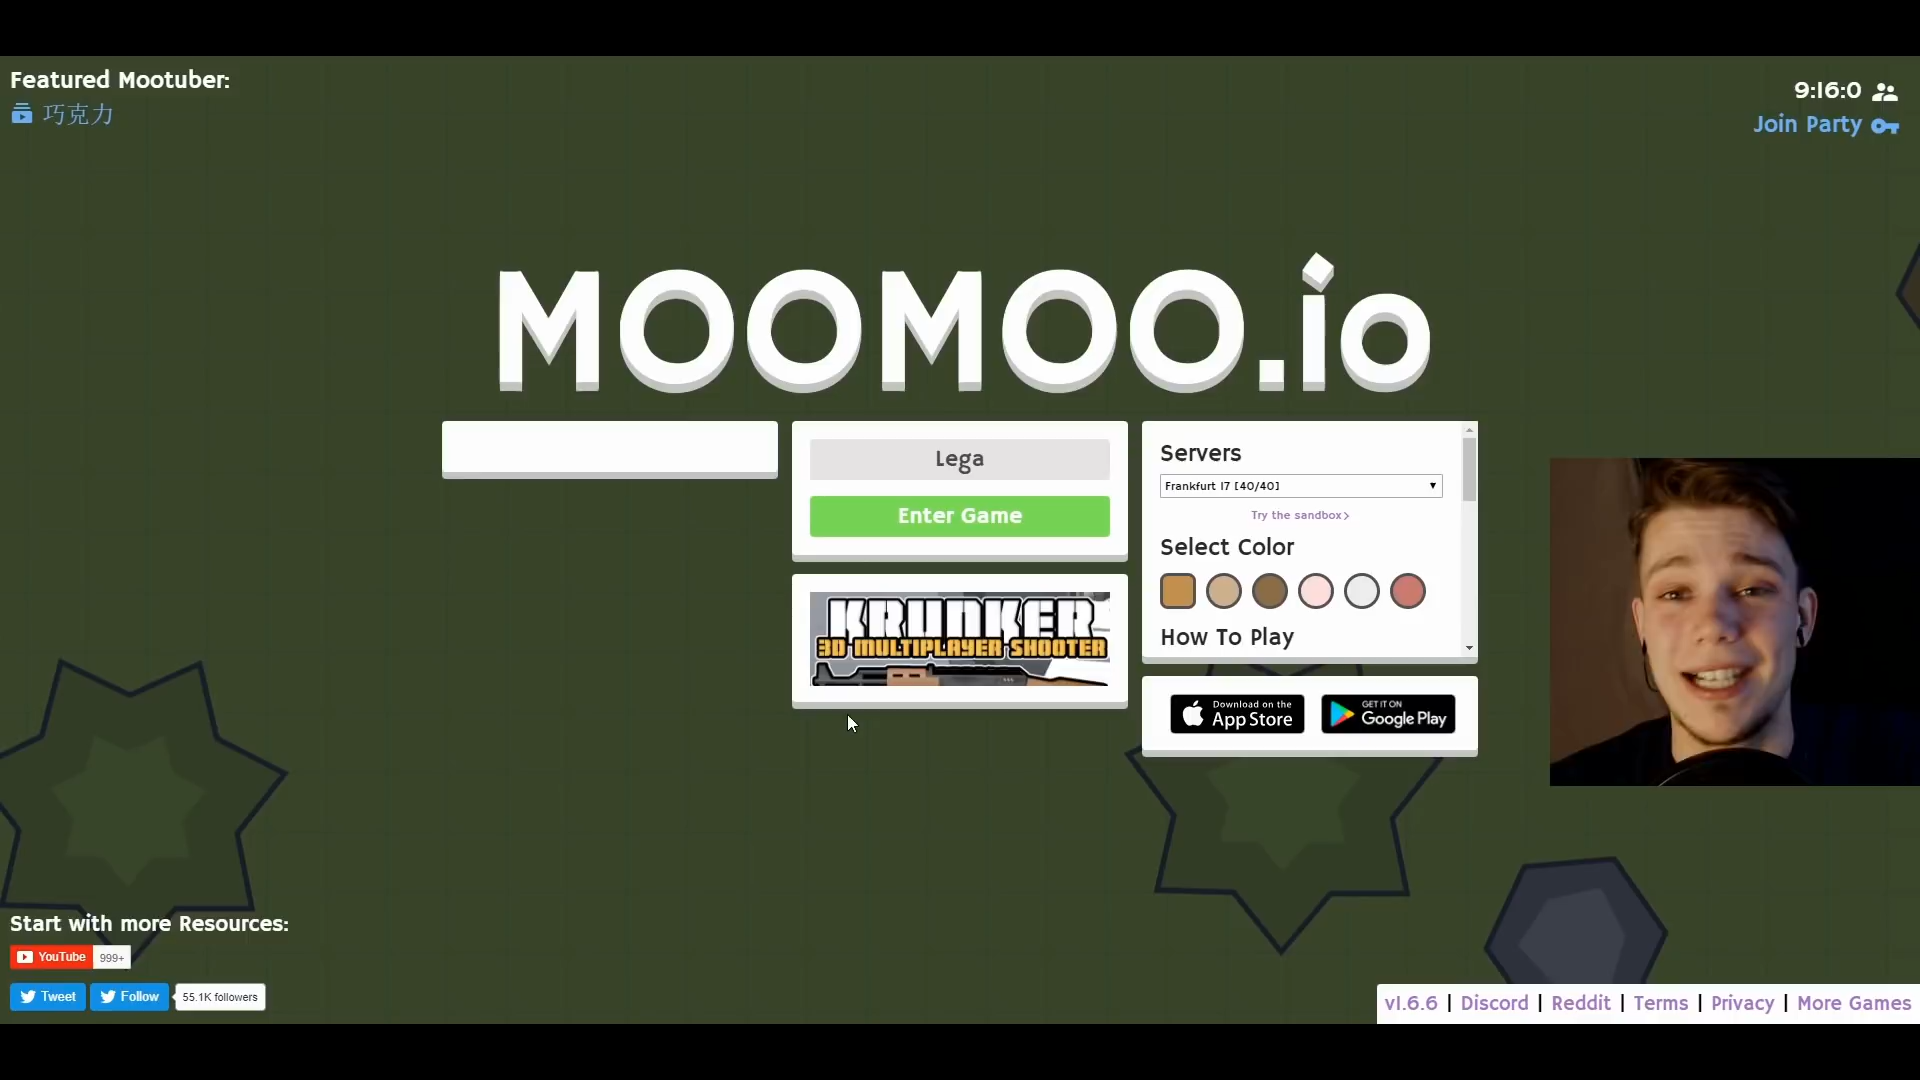 Featured Mootuber:
巧克力
9:16:0
Join Party
MOOMOO.io
Lega
Enter Game
KRUNKER
3D MULTIPLAYER SHOOTER
Servers
Frankfurt 17 [40/40]
Try the sandbox>
Select Color
How To Play
Download on the
App Store
GET IT ON
Google Play
Start with more Resources:
YouTube 999+
Tweet Follow 55.1K followers
v1.6.6 | Discord | Reddit | Terms | Privacy | More Games